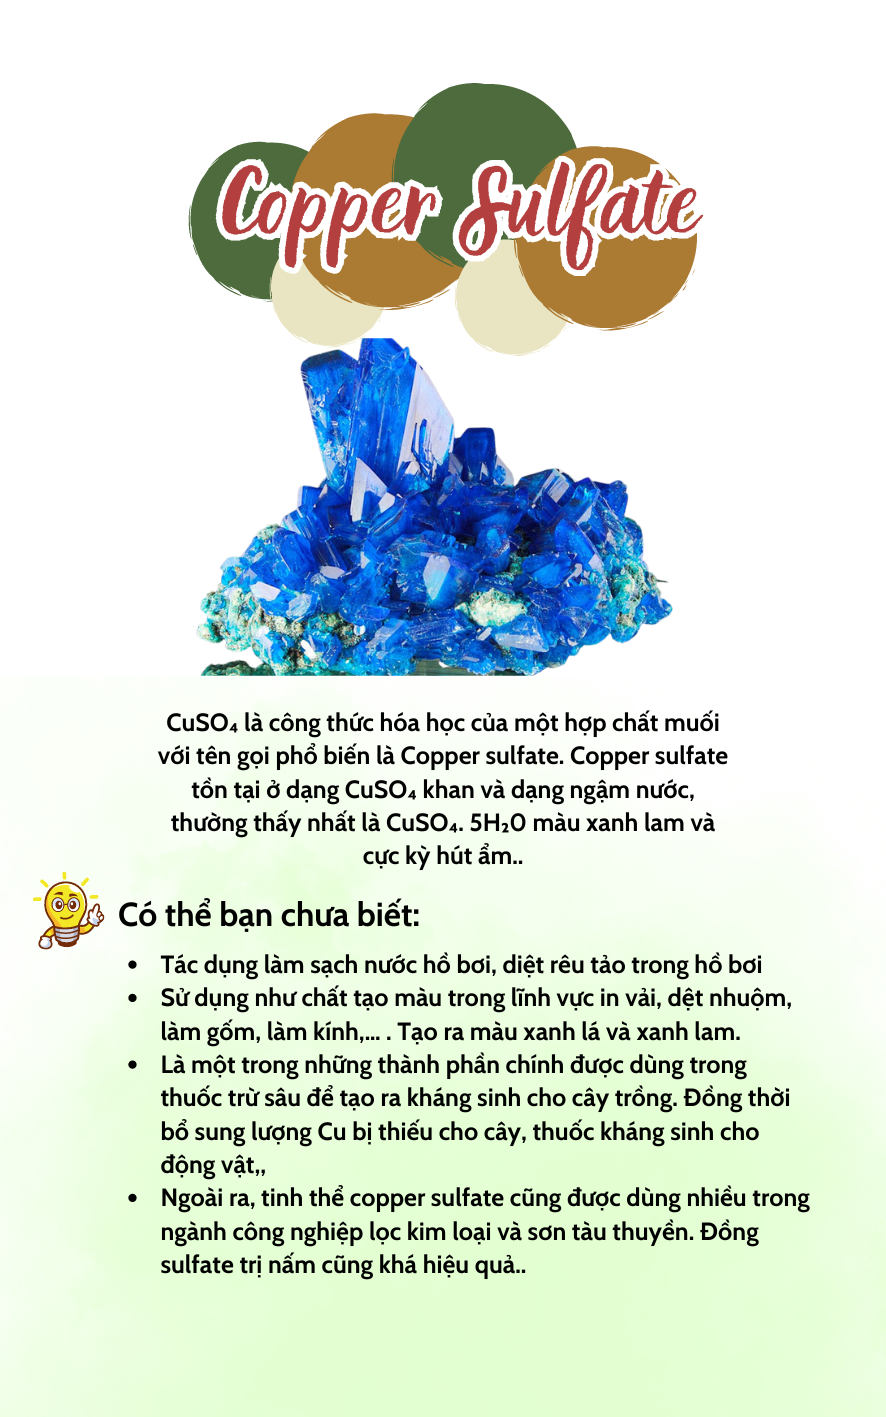 Copper Sulfate
CuSO₄ là công thức hóa học của một hợp chất muối
với tên gọi phổ biến là Copper sulfate. Copper sulfate
tồn tại ở dạng CuSO₄ khan và dạng ngậm nước,
thường thấy nhất là CuSO₄. 5H₂0 màu xanh lam và
cực kỳ hút ẩm..
Có thể bạn chưa biết:
• Tác dụng làm sạch nước hồ bơi, diệt rêu tảo trong hồ bơi
• Sử dụng như chất tạo màu trong lĩnh vực in vải, dệt nhuộm,
làm gốm, làm kính,... . Tạo ra màu xanh lá và xanh lam.
• Là một trong những thành phần chính được dùng trong
thuốc trừ sâu để tạo ra kháng sinh cho cây trồng. Đồng thời
bổ sung lượng Cu bị thiếu cho cây, thuốc kháng sinh cho
động vật,,
• Ngoài ra, tinh thể copper sulfate cũng được dùng nhiều trong
ngành công nghiệp lọc kim loại và sơn tàu thuyền. Đồng
sulfate trị nấm cũng khá hiệu quả..